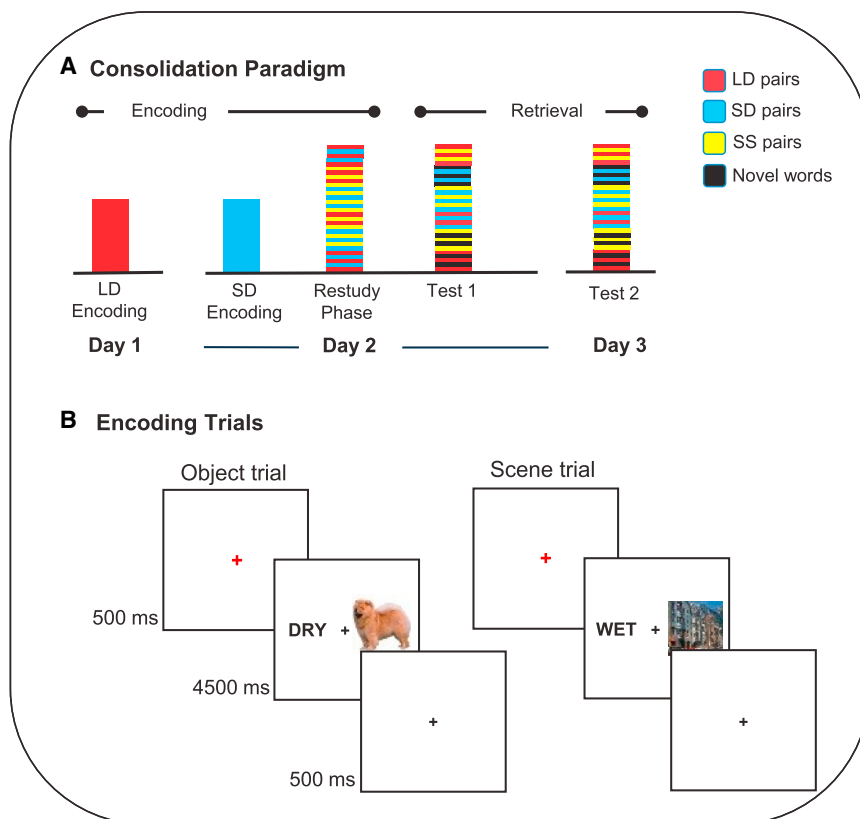 A Consolidation Paradigm
Encoding
Retrieval
LD pairs
SD pairs
SS pairs
Novel words
LD
Encoding
SD
Encoding
Restudy
Phase
Test 1
Test 2
Day 1
Day 2
Day 3
B Encoding Trials
Object trial
Scene trial
500 ms
DRY +
4500 ms
500 ms
WET +